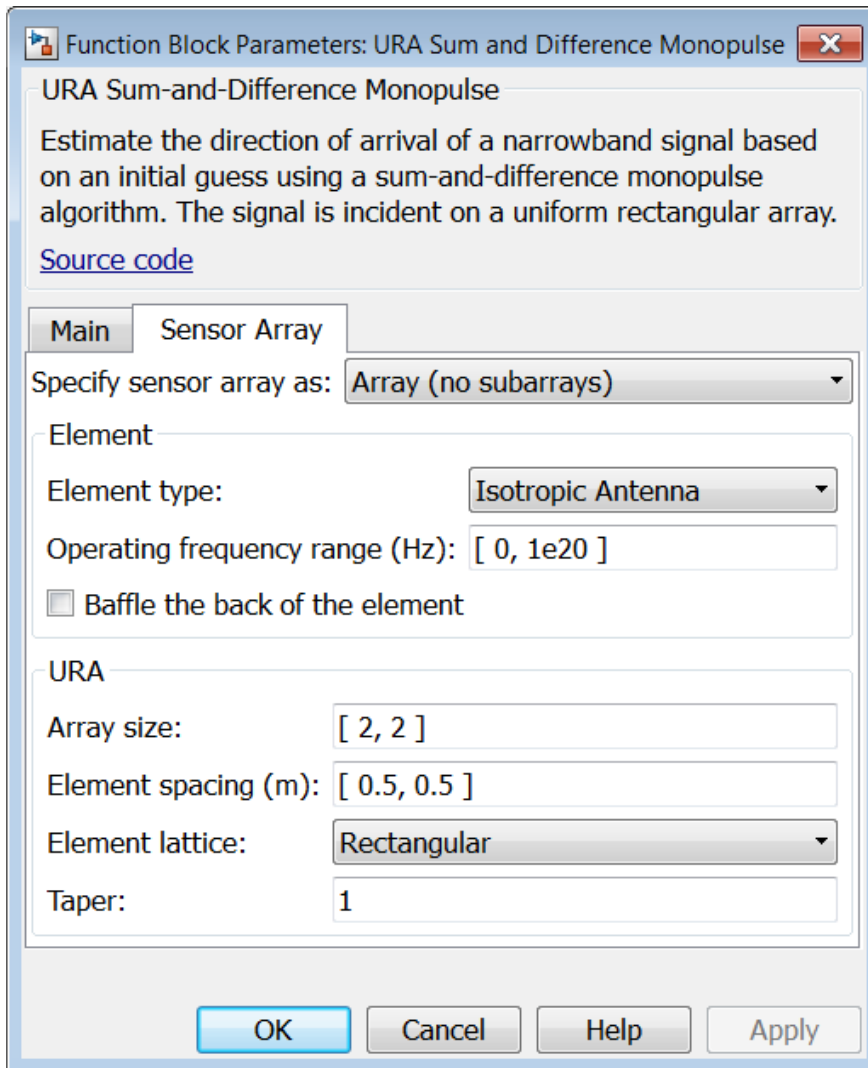 Function Block Parameters: URA Sum and Difference Monopulse
URA Sum-and-Difference Monopulse
Estimate the direction of arrival of a narrowband signal based
on an initial guess using a sum-and-difference monopulse
algorithm. The signal is incident on a uniform rectangular array.
Source code
Main Sensor Array
Specify sensor array as: Array (no subarrays)
Element
Element type: Isotropic Antenna
Operating frequency range (Hz): [ 0, 1e20 ]
Baffle the back of the element
URA
Array size: [ 2, 2 ]
Element spacing (m): [ 0.5, 0.5 ]
Element lattice: Rectangular
Taper: 1
OK Cancel Help Apply